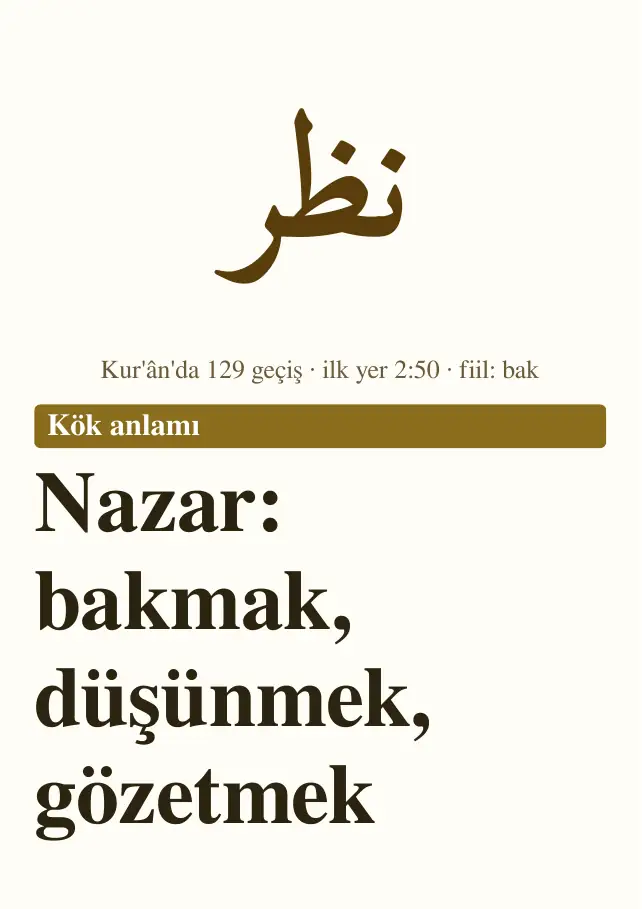 نظر
Kur'ân'da 129 geçiş · ilk yer 2:50 · fiil: bak
Kök anlamı
Nazar:
bakmak,
düşünmek,
gözetmek